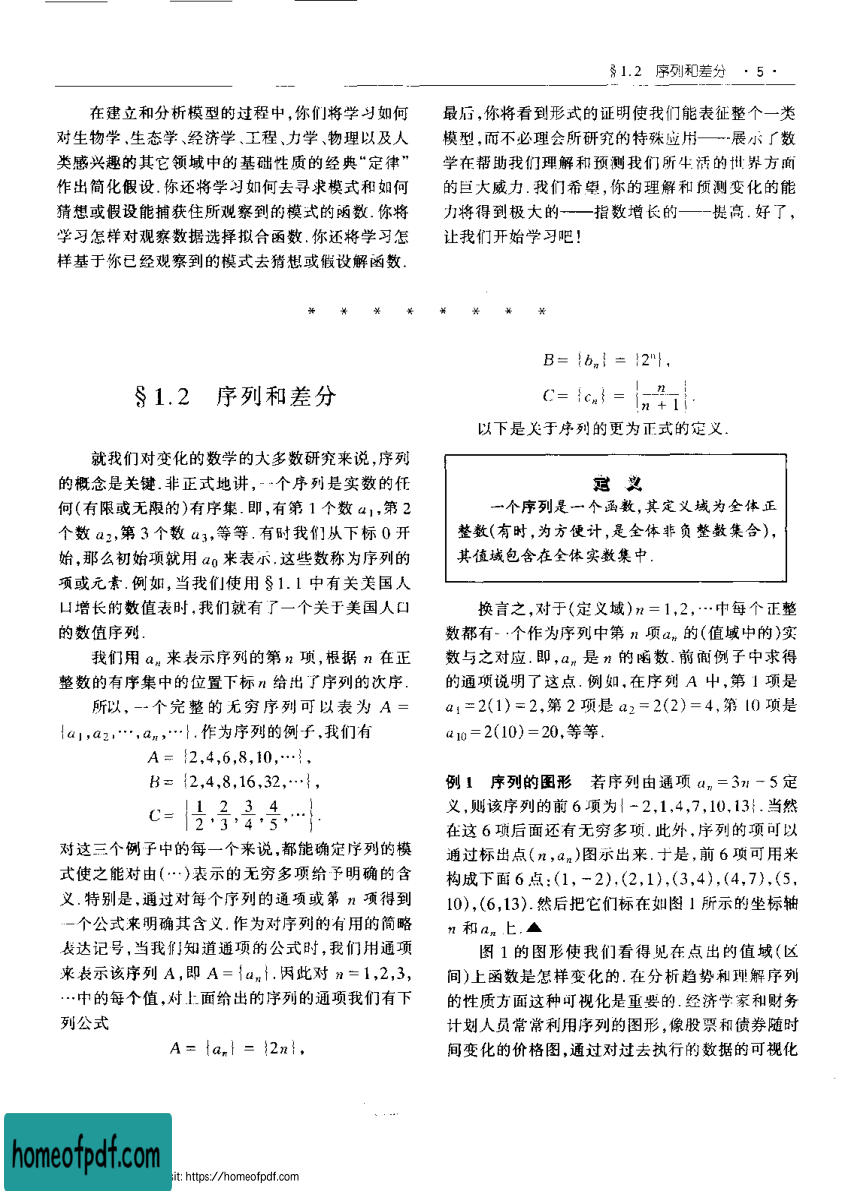 §1.2 序列和差分 · 5 ·
在建立和分析模型的过程中,你们将学习如何
对生物学、生态学、经济学、工程、力学、物理以及人
类感兴趣的其它领域中的基础性质的经典“定律”
作出简化假设.你还将学习如何去寻求模式和如何
猜想或假设能捕获住所观察到的模式的函数.你将
学习怎样对观察数据选择拟合函数.你还将学习怎
样基于你已经观察到的模式去猜想或假设解函数.
最后,你将看到形式的证明使我们能表征整个一类
模型,而不必理会所研究的特殊应用——展示了数
学在帮助我们理解和预测我们所生活的世界方面
的巨大威力.我们希望,你的理解和预测变化的能
力将得到极大的——指数增长的——提高.好了,
让我们开始学习吧!
* * * * * * * *
§1.2 序列和差分
就我们对变化的数学的大多数研究来说,序列
的概念是关键.非正式地讲,一个序列是实数的任
何(有限或无限的)有序集.即,有第 1 个数 a₁,第 2
个数 a₂,第 3 个数 a₃,等等.有时我们从下标 0 开
始,那么初始项就用 a₀ 来表示.这些数称为序列的
项或元素.例如,当我们使用 §1.1 中有关美国人
口增长的数值表时,我们就有了一个关于美国人口
的数值序列.
我们用 aₙ 来表示序列的第 n 项,根据 n 在正
整数的有序集中的位置下标 n 给出了序列的次序.
所以,一个完整的无穷序列可以表为 A =
{a₁,a₂,…,aₙ,…}.作为序列的例子,我们有
A = {2,4,6,8,10,…},
B = {2,4,8,16,32,…},
C = {1/2,2/3,3/4,4/5,…}.
对这三个例子中的每一个来说,都能确定序列的模
式使之能对由(…)表示的无穷多项给予明确的含
义.特别是,通过对每个序列的通项或第 n 项得到
一个公式来明确其含义.作为对序列的有用的简略
表达记号,当我们知道通项的公式时,我们用通项
来表示该序列 A,即 A = {aₙ}.因此对 n = 1,2,3,
…中的每个值,对上面给出的序列的通项我们有下
列公式
A = {aₙ} = {2n},
B = {bₙ} = {2ⁿ},
C = {cₙ} = {n/(n + 1)}.
以下是关于序列的更为正式的定义.
定 义
一个序列是一个函数,其定义域为全体正
整数(有时,为方便计,是全体非负整数集合),
其值域包含在全体实数集中.
换言之,对于(定义域)n = 1,2,…中每个正整
数都有一个作为序列中第 n 项 aₙ 的(值域中的)实
数与之对应.即,aₙ 是 n 的函数.前面例子中求得
的通项说明了这点.例如,在序列 A 中,第 1 项是
a₁ = 2(1) = 2,第 2 项是 a₂ = 2(2) = 4,第 10 项是
a₁₀ = 2(10) = 20,等等.
例 1 序列的图形 若序列由通项 aₙ = 3n − 5 定
义,则该序列的前 6 项为{−2,1,4,7,10,13}.当然
在这 6 项后面还有无穷多项.此外,序列的项可以
通过标出点(n,aₙ)图示出来.于是,前 6 项可用来
构成下面 6 点:(1,−2),(2,1),(3,4),(4,7),(5,
10),(6,13).然后把它们标在如图 1 所示的坐标轴
n 和 aₙ 上.▲
图 1 的图形使我们看得见在点出的值域(区
间)上函数是怎样变化的.在分析趋势和理解序列
的性质方面这种可视化是重要的.经济学家和财务
计划人员常常利用序列的图形,像股票和债券随时
间变化的价格图,通过对过去执行的数据的可视化
homeofpdf.com
sit: https://homeofpdf.com